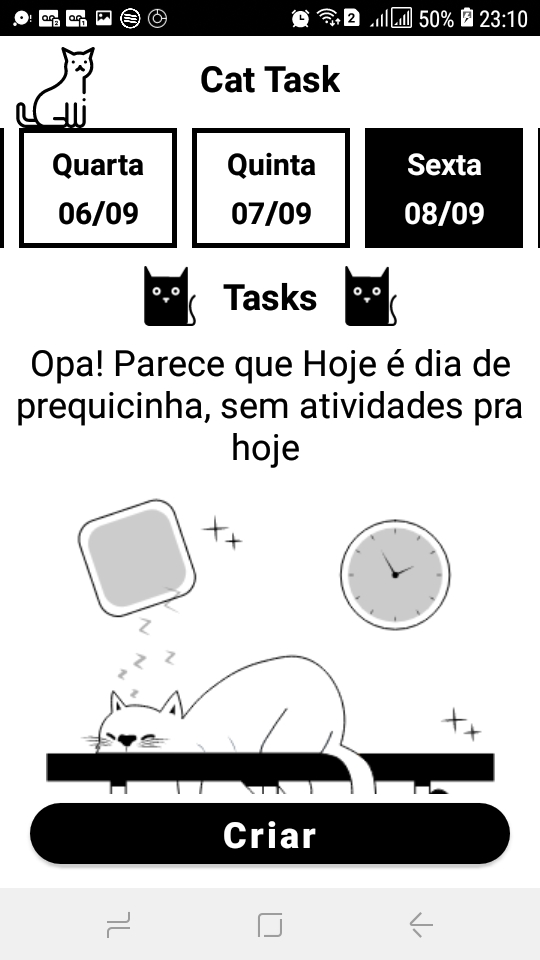 2 50% 23:10
Cat Task
Quarta
06/09
Quinta
07/09
Sexta
08/09
Tasks
Opa! Parece que Hoje é dia de
prequicinha, sem atividades pra
hoje
z
z z
z
z
Criar